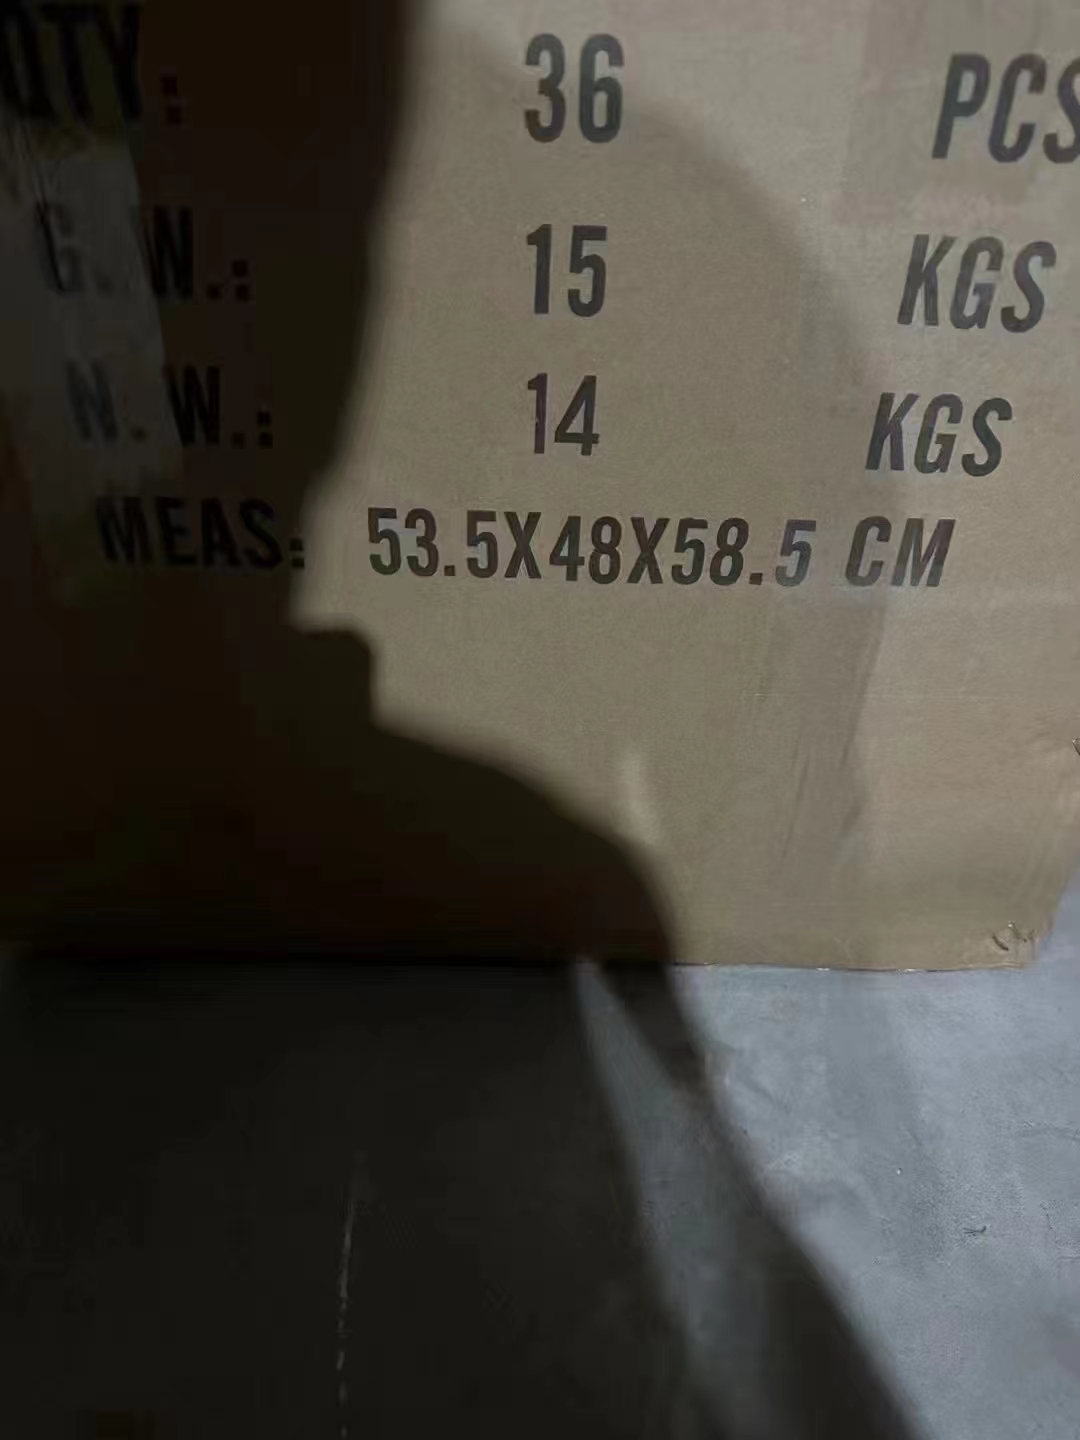 QTY: 36 PCS
G.W.: 15 KGS
N.W.: 14 KGS
MEAS: 53.5X48X58.5 CM